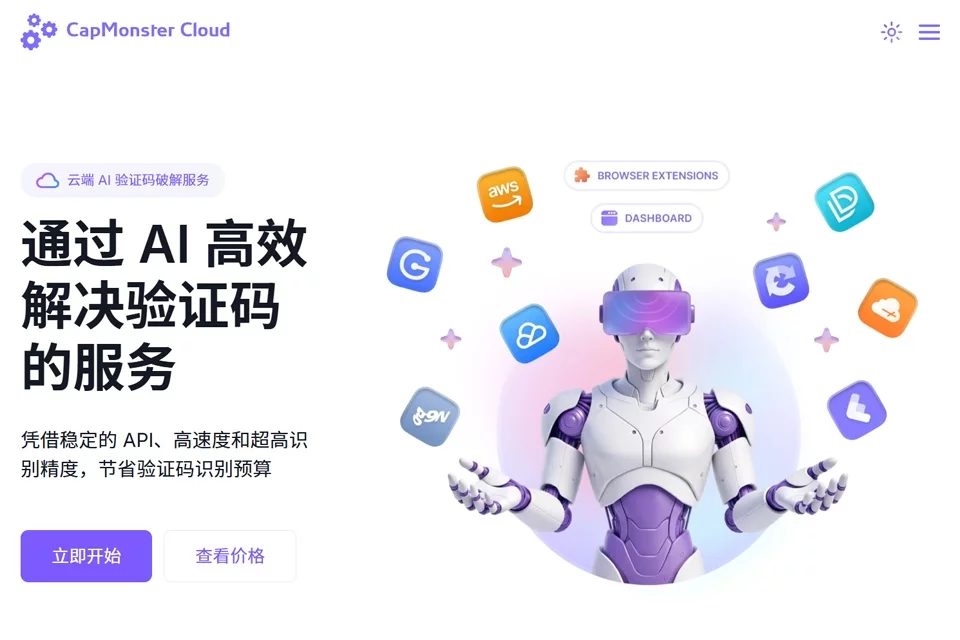 CapMonster Cloud
云端 AI 验证码破解服务
通过 AI 高效
解决验证码
的服务
凭借稳定的 API、高速度和超高识
别精度，节省验证码识别预算
立即开始
查看价格
BROWSER EXTENSIONS
DASHBOARD
aws